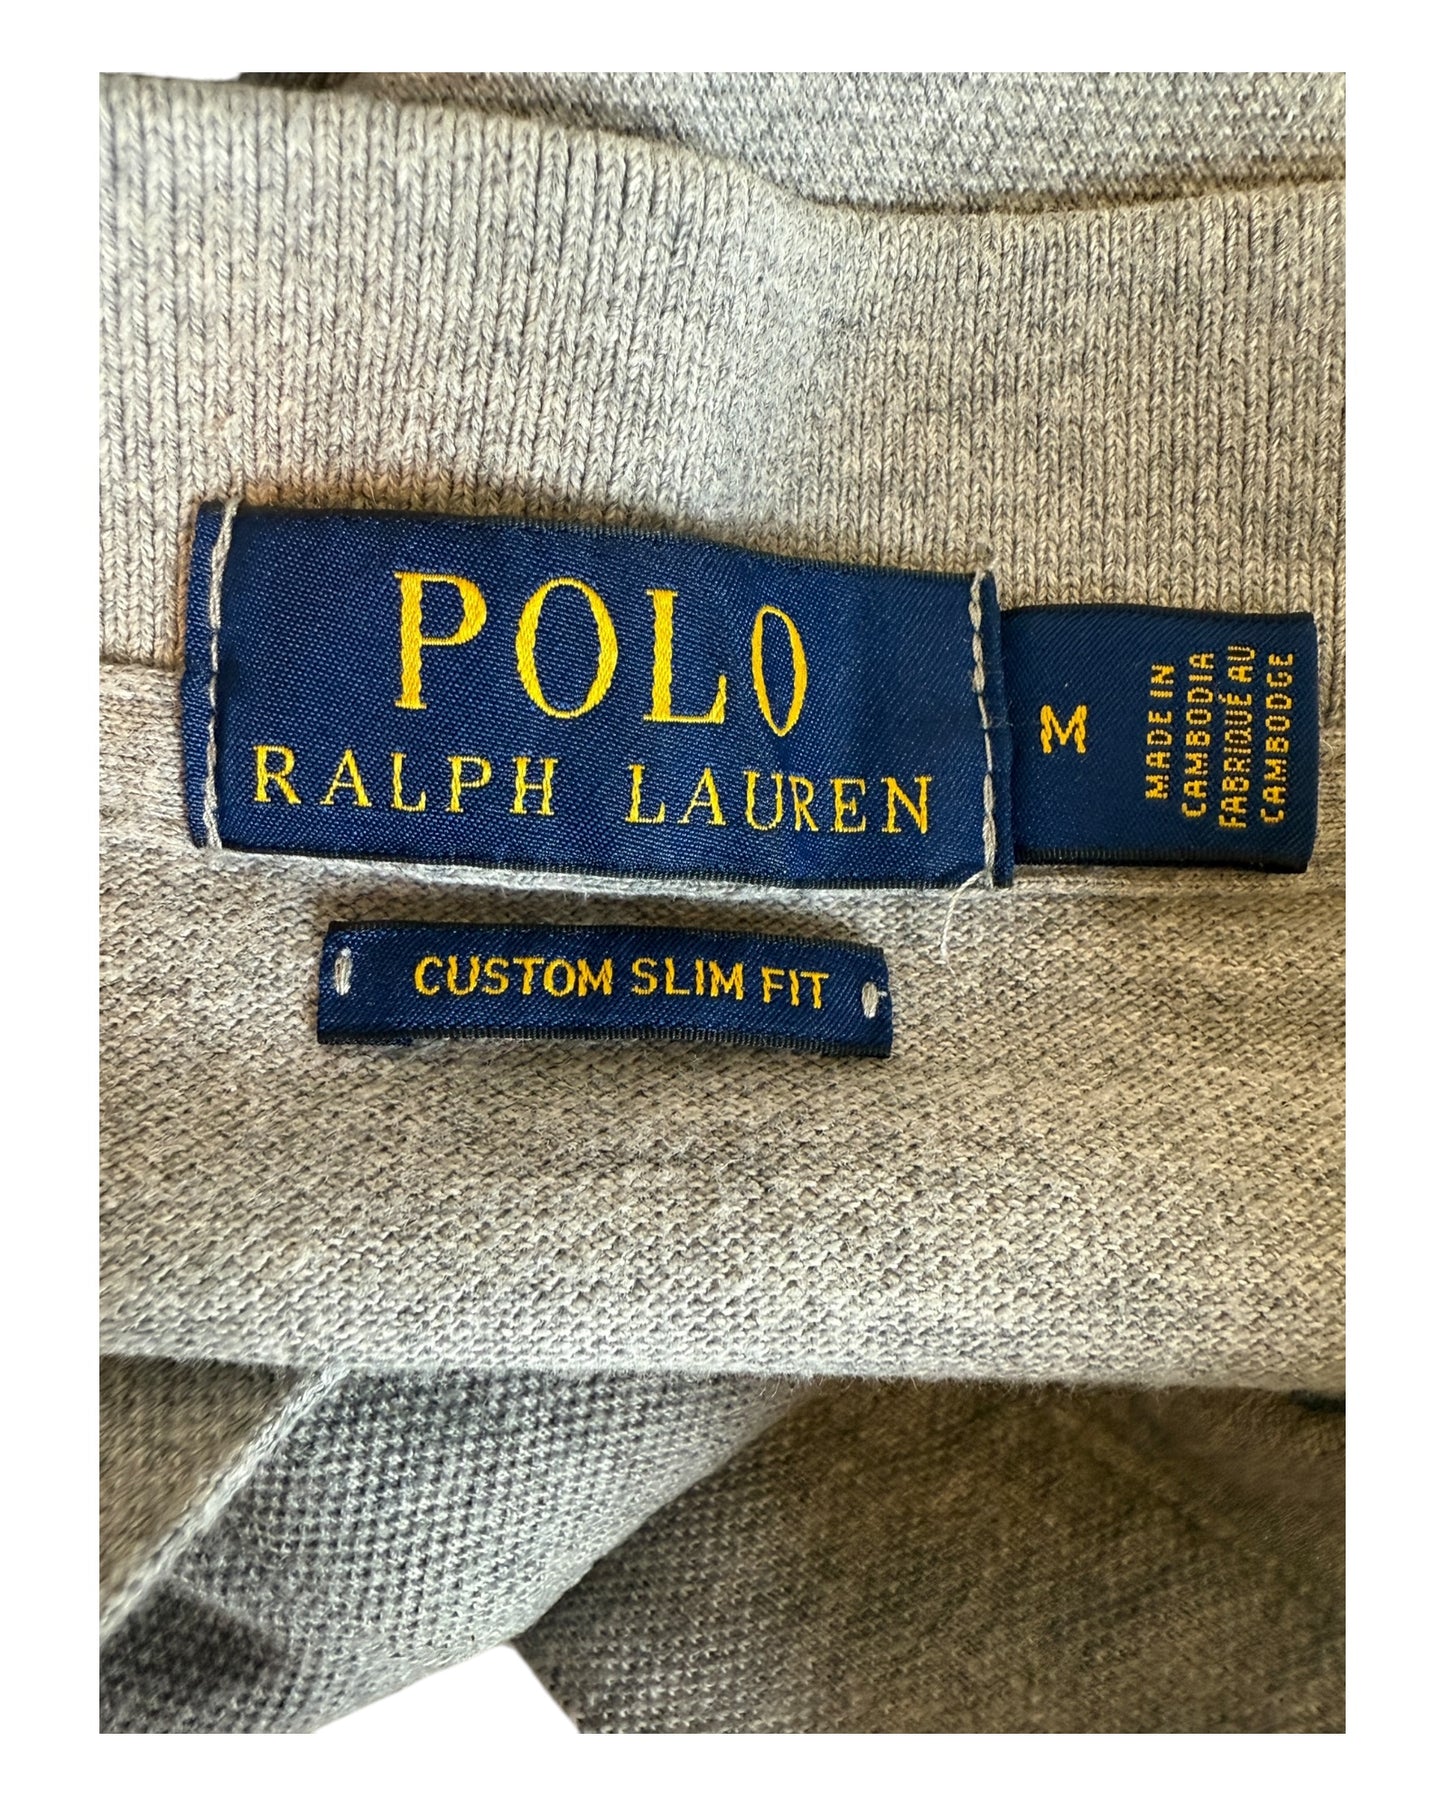 POLO
RALPH LAUREN
M
MADE IN
CAMBODIA
FABRIQUÉ AU
CAMBODGE
CUSTOM SLIM FIT